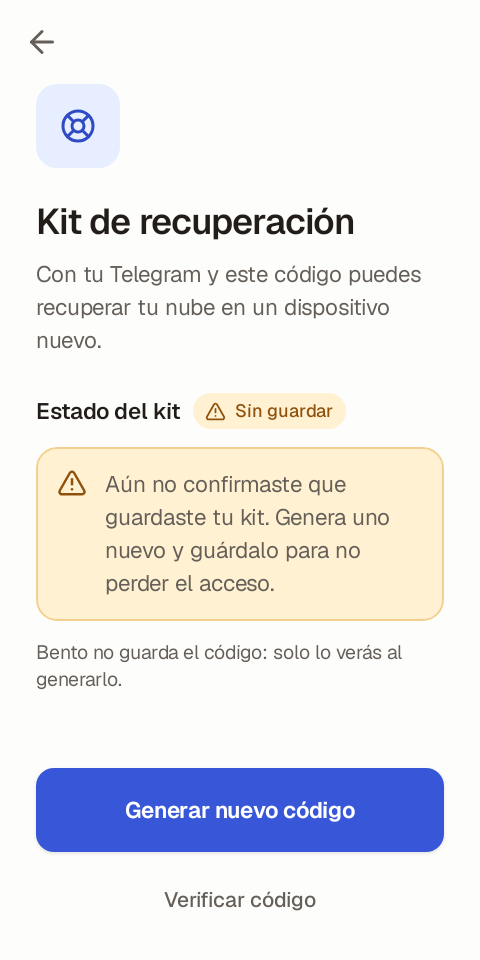 Kit de recuperación
Con tu Telegram y este código puedes
recuperar tu nube en un dispositivo
nuevo.
Estado del kit
Sin guardar
Aún no confirmaste que
guardaste tu kit. Genera uno
nuevo y guárdalo para no
perder el acceso.
Bento no guarda el código: solo lo verás al
generarlo.
Generar nuevo código
Verificar código